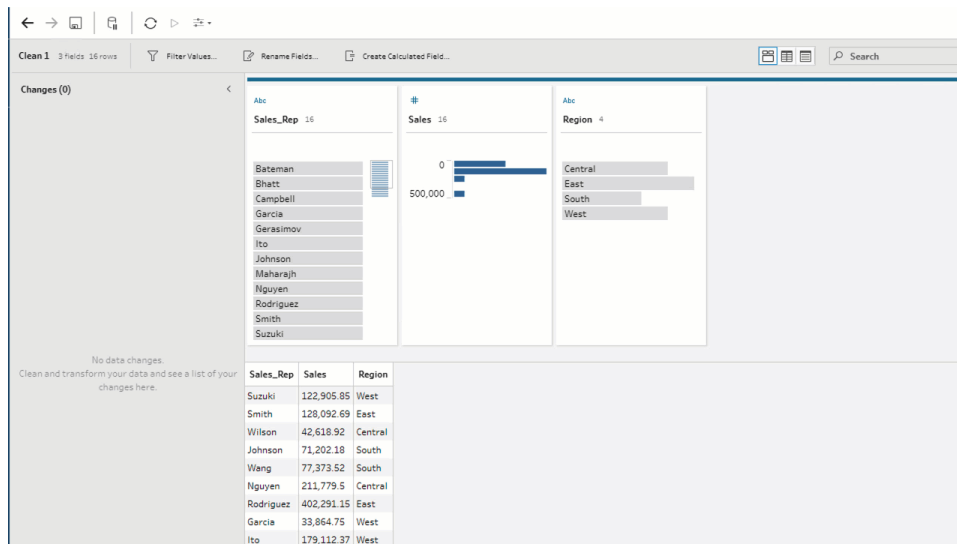 Clean 1 3 fields 16 rows Filter Values... Rename Fields... Create Calculated Field... Search
Changes (0)
No data changes.
Clean and transform your data and see a list of your
changes here.
Abc
Sales_Rep 16
Bateman
Bhatt
Campbell
Garcia
Gerasimov
Ito
Johnson
Maharajh
Nguyen
Rodriguez
Smith
Suzuki
#
Sales 16
0
500,000
Abc
Region 4
Central
East
South
West
Sales_Rep Sales Region
Suzuki 122,905.85 West
Smith 128,092.69 East
Wilson 42,618.92 Central
Johnson 71,202.18 South
Wang 77,373.52 South
Nguyen 211,779.5 Central
Rodriguez 402,291.15 East
Garcia 33,864.75 West
Ito 179,112.37 West